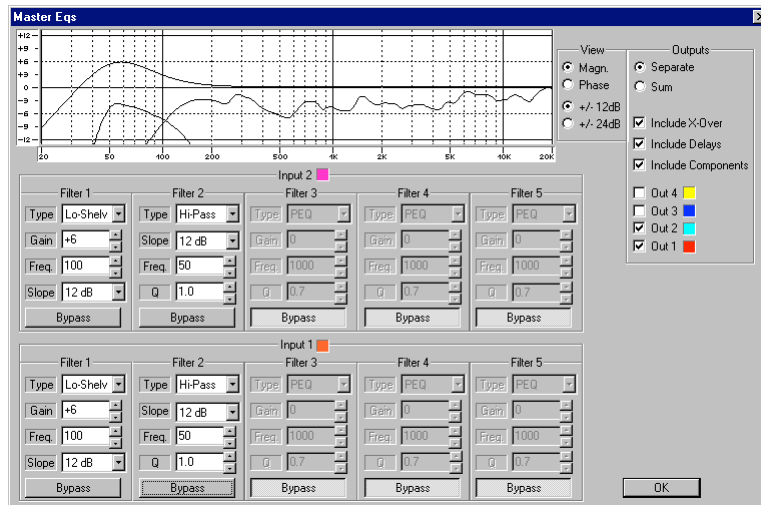 Master Eqs
+12
+9
+6
+3
0
-3
-6
-9
-12
20 50 100 200 500 1K 2K 5K 10K 20K
View
Magn.
Phase
+/- 12dB
+/- 24dB
Outputs
Separate
Sum
Include X-Over
Include Delays
Include Components
Out 4
Out 3
Out 2
Out 1
Input 2
Filter 1 Filter 2 Filter 3 Filter 4 Filter 5
Type Lo-Shelv Type Hi-Pass Type PEQ Type PEQ Type PEQ
Gain +6 Slope 12 dB Gain 0 Gain 0 Gain 0
Freq. 100 Freq. 50 Freq. 1000 Freq. 1000 Freq. 1000
Slope 12 dB Q 1.0 Q 0.7 Q 0.7 Q 0.7
Bypass Bypass Bypass Bypass Bypass
Input 1
Filter 1 Filter 2 Filter 3 Filter 4 Filter 5
Type Lo-Shelv Type Hi-Pass Type PEQ Type PEQ Type PEQ
Gain +6 Slope 12 dB Gain 0 Gain 0 Gain 0
Freq. 100 Freq. 50 Freq. 1000 Freq. 1000 Freq. 1000
Slope 12 dB Q 1.0 Q 0.7 Q 0.7 Q 0.7
Bypass Bypass Bypass Bypass Bypass
OK